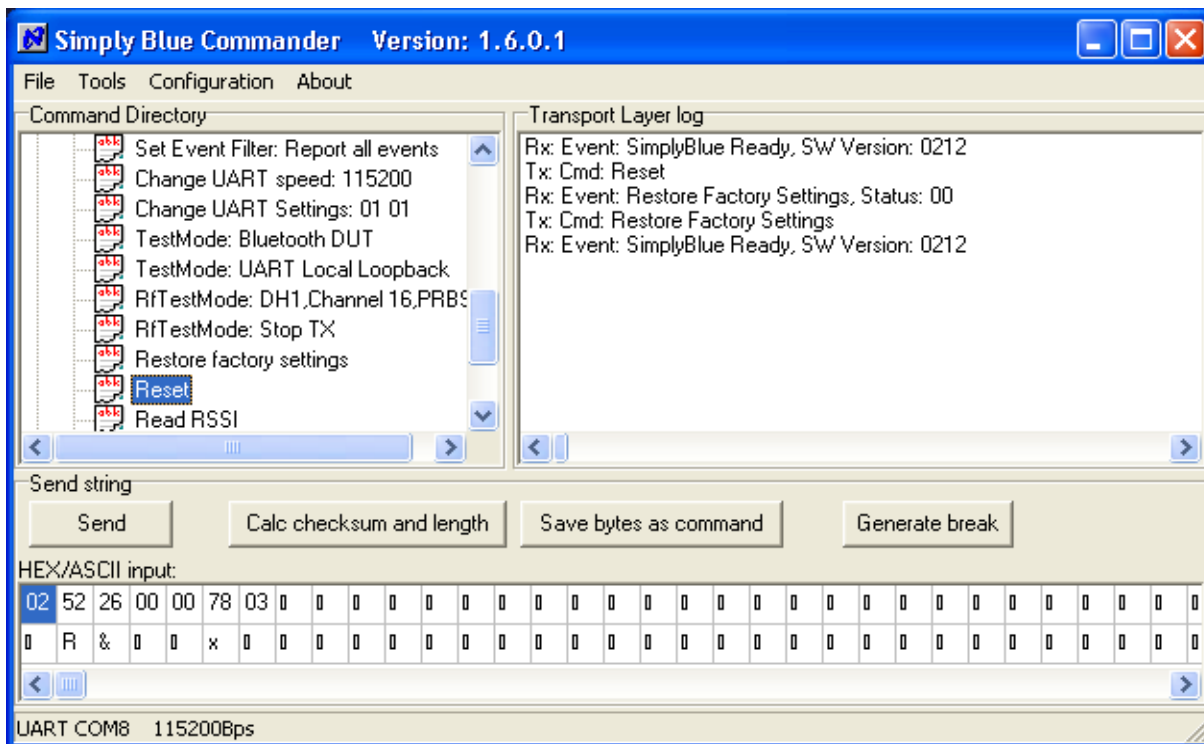 Simply Blue Commander Version: 1.6.0.1
File Tools Configuration About
Command Directory
Set Event Filter: Report all events
Change UART speed: 115200
Change UART Settings: 01 01
TestMode: Bluetooth DUT
TestMode: UART Local Loopback
RfTestMode: DH1,Channel 16,PRBS
RfTestMode: Stop TX
Restore factory settings
Reset
Read RSSI
Transport Layer log
Rx: Event: SimplyBlue Ready, SW Version: 0212
Tx: Cmd: Reset
Rx: Event: Restore Factory Settings, Status: 00
Tx: Cmd: Restore Factory Settings
Rx: Event: SimplyBlue Ready, SW Version: 0212
Send string
Send Calc checksum and length Save bytes as command Generate break
HEX/ASCII input:
02 52 26 00 00 78 03
R & x
UART COM8 115200Bps